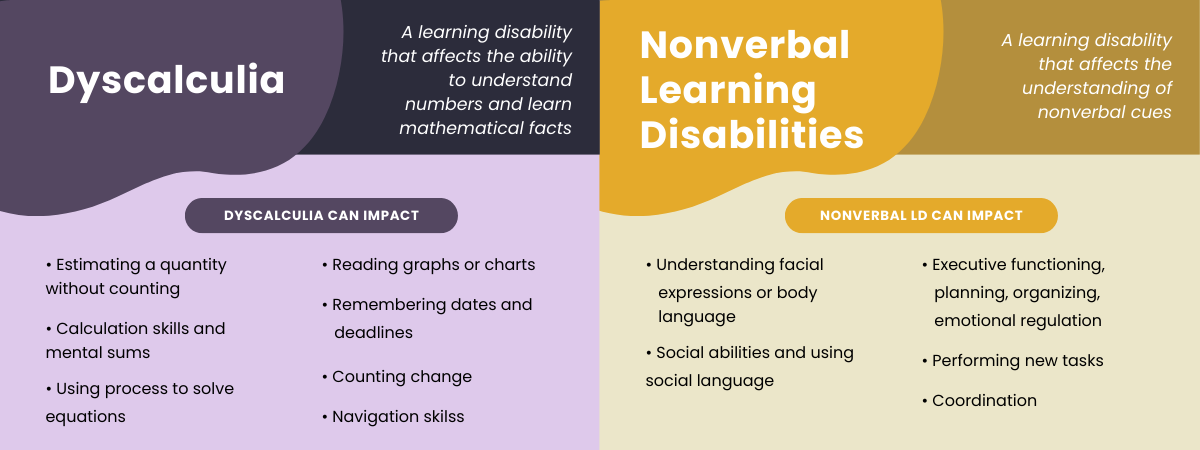 Dyscalculia
A learning disability
that affects the ability
to understand
numbers and learn
mathematical facts
DYSCALCULIA CAN IMPACT
• Estimating a quantity
without counting
• Calculation skills and
mental sums
• Using process to solve
equations
• Reading graphs or charts
• Remembering dates and
deadlines
• Counting change
• Navigation skilss
Nonverbal
Learning
Disabilities
A learning disability
that affects the
understanding of
nonverbal cues
NONVERBAL LD CAN IMPACT
• Understanding facial
expressions or body
language
• Social abilities and using
social language
• Executive functioning,
planning, organizing,
emotional regulation
• Performing new tasks
• Coordination